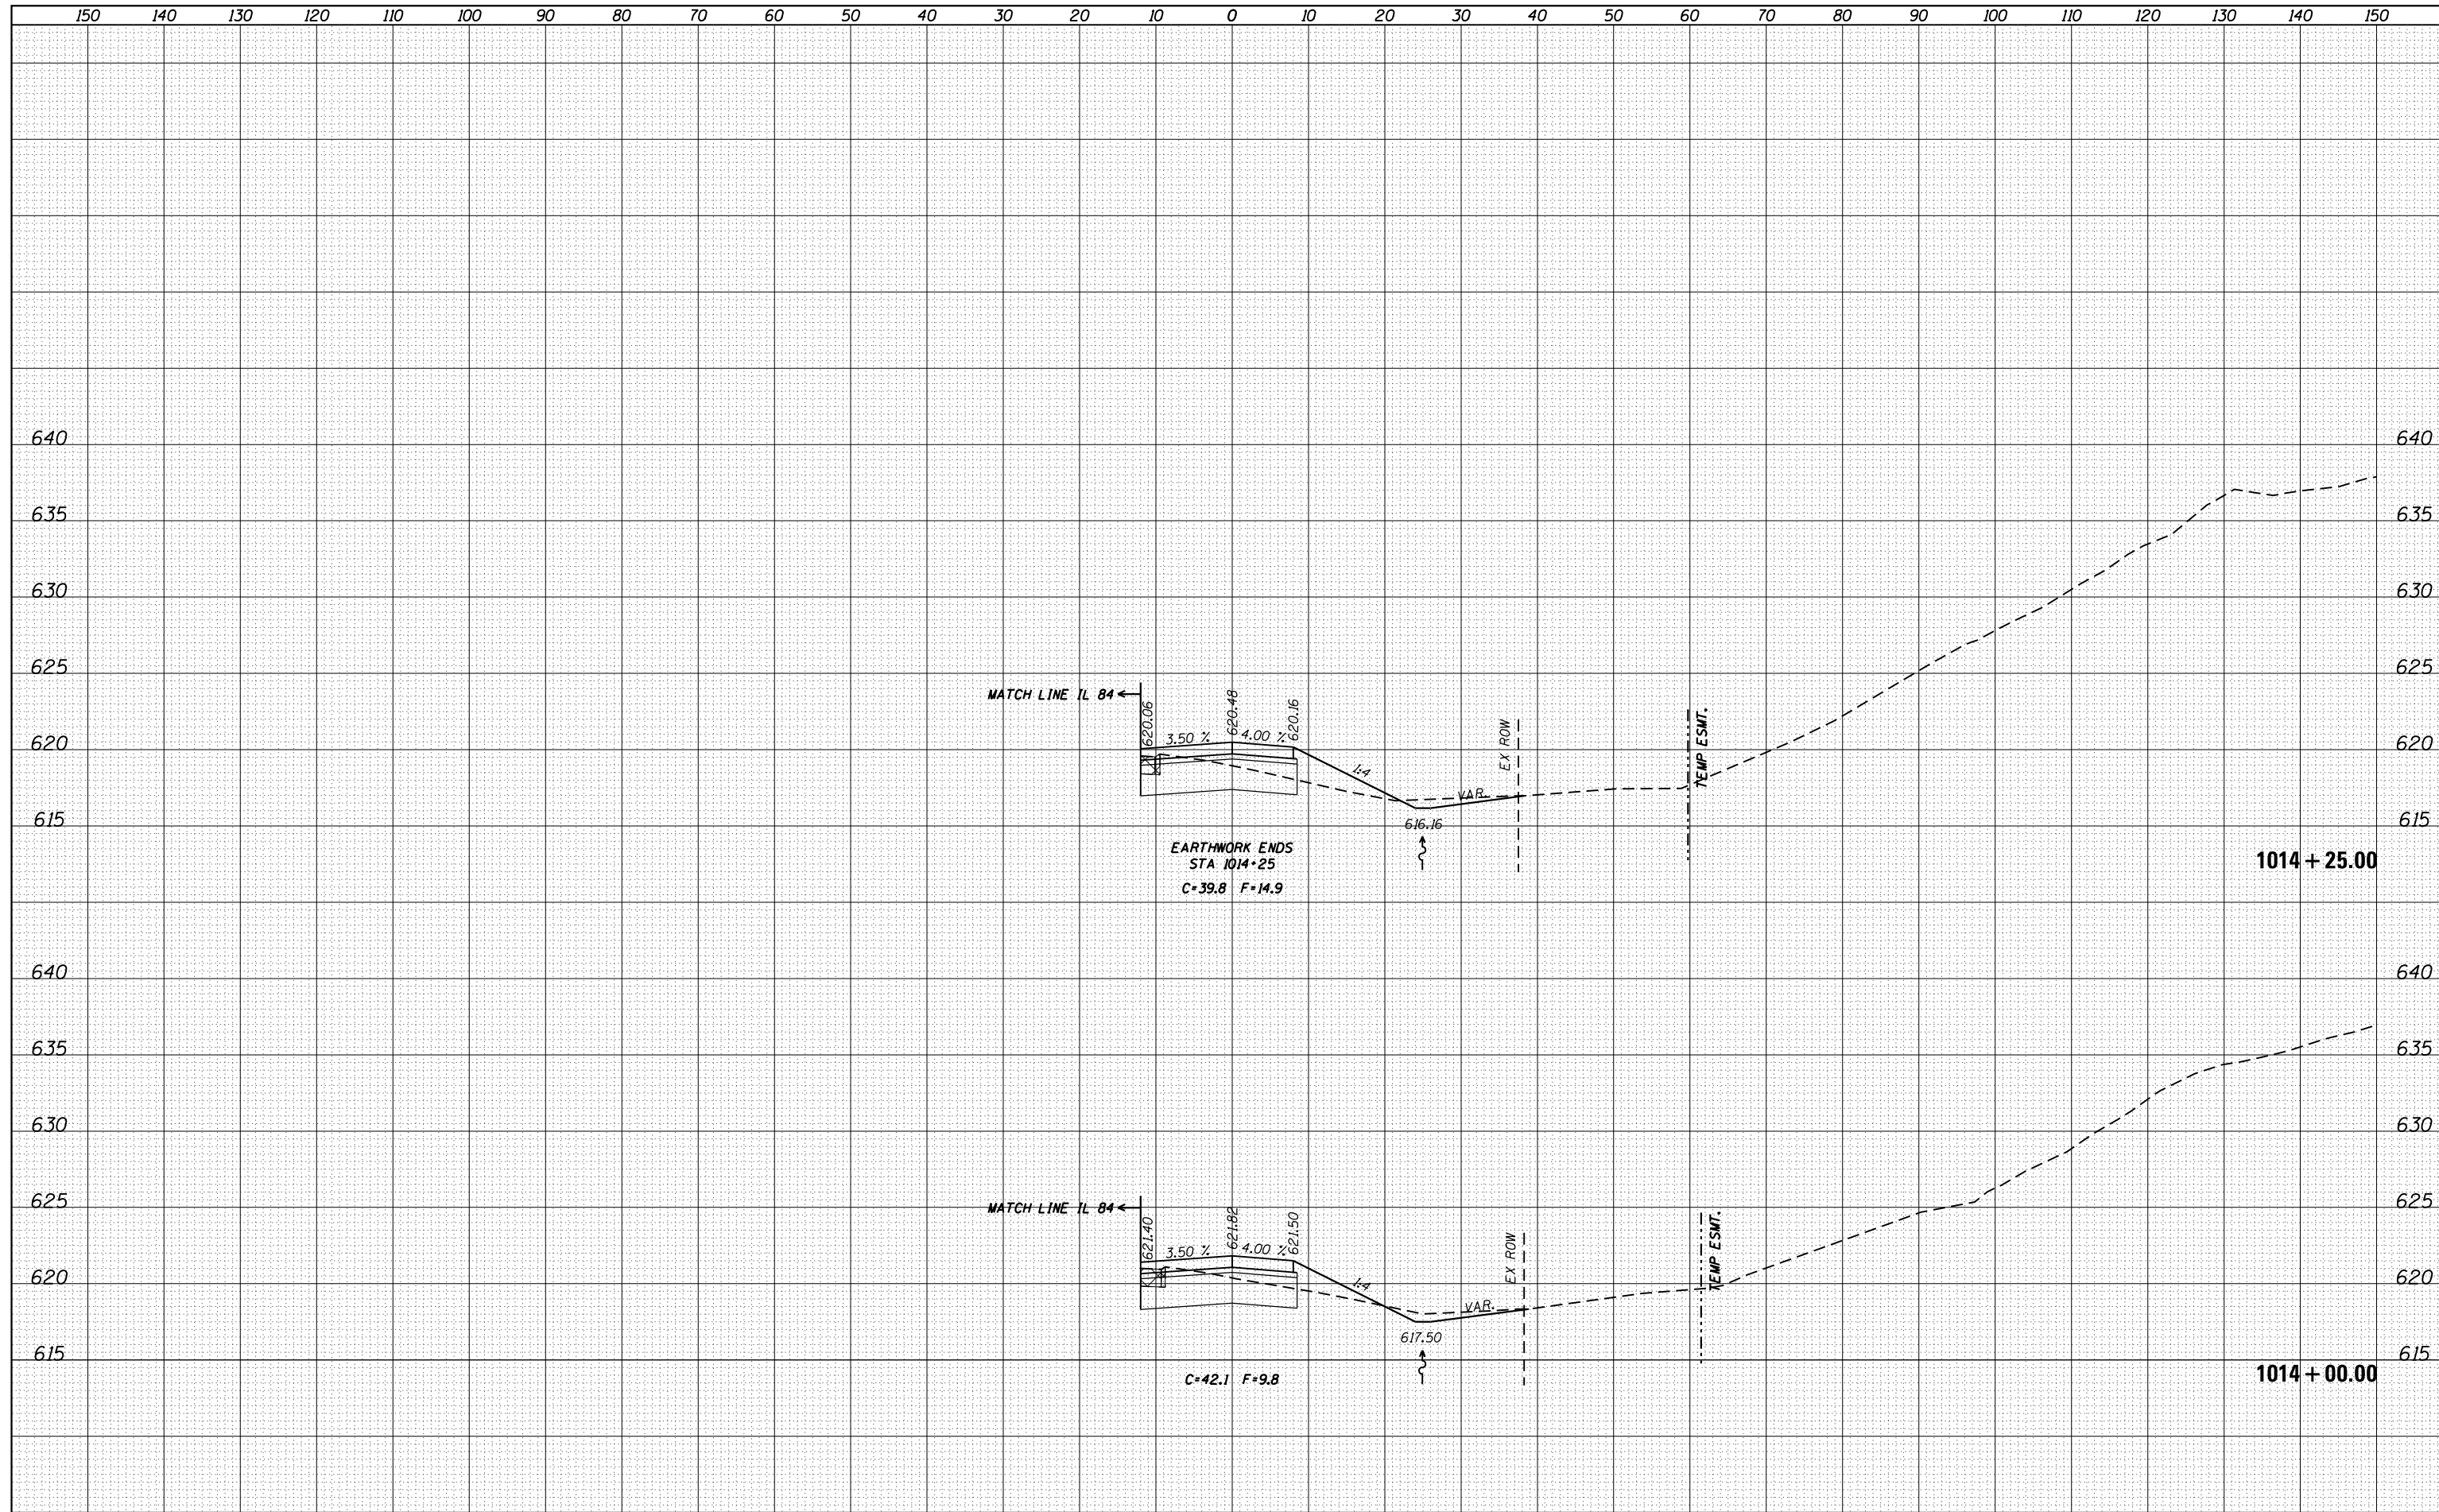 150 140 130 120 110 100 90 80 70 60 50 40 30 20 10 0 10 20 30 40 50 60 70 80 90 100 110 120 130 140 150
640 640
635 635
630 630
625 625
MATCH LINE IL 84
620.06
620.48
620.16
EX ROW
TEMP ESMT.
620 3.50 % 4.00 % 620
1:4
VAR.
615 616.16 615
EARTHWORK ENDS
STA 1014+25
1014 + 25.00
C=39.8 F=14.9
640 640
635 635
630 630
625 625
MATCH LINE IL 84
621.40
621.82
621.50
EX ROW
TEMP ESMT.
3.50 % 4.00 %
620 620
1:4
VAR.
617.50
615 615
1014 + 00.00
C=42.1 F=9.8